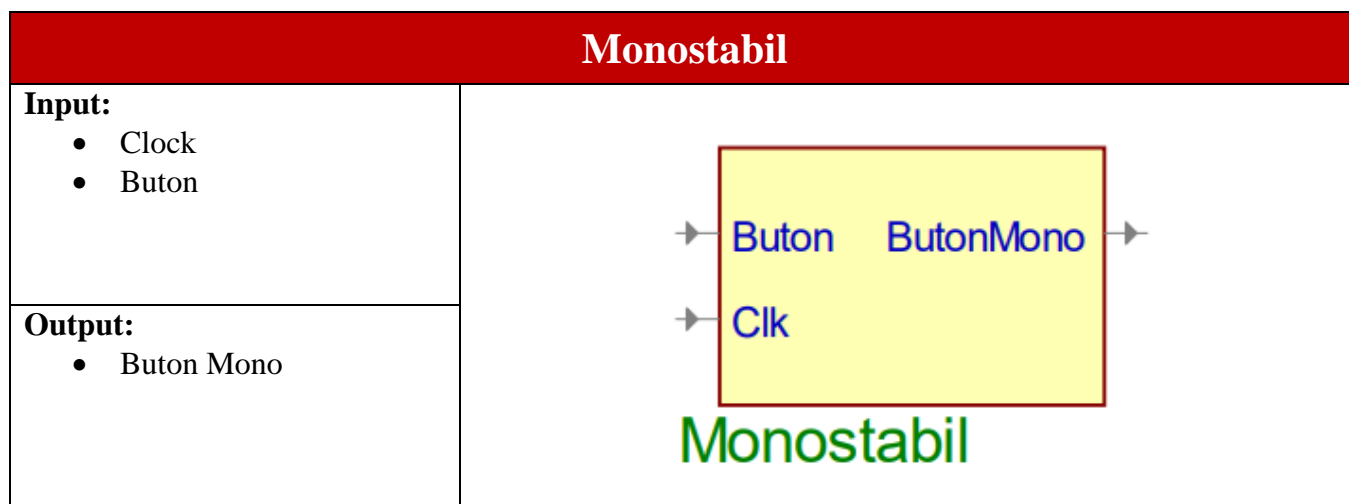 Monostabil
Input:
• Clock
• Buton
Output:
• Buton Mono
Buton ButonMono
Clk
Monostabil